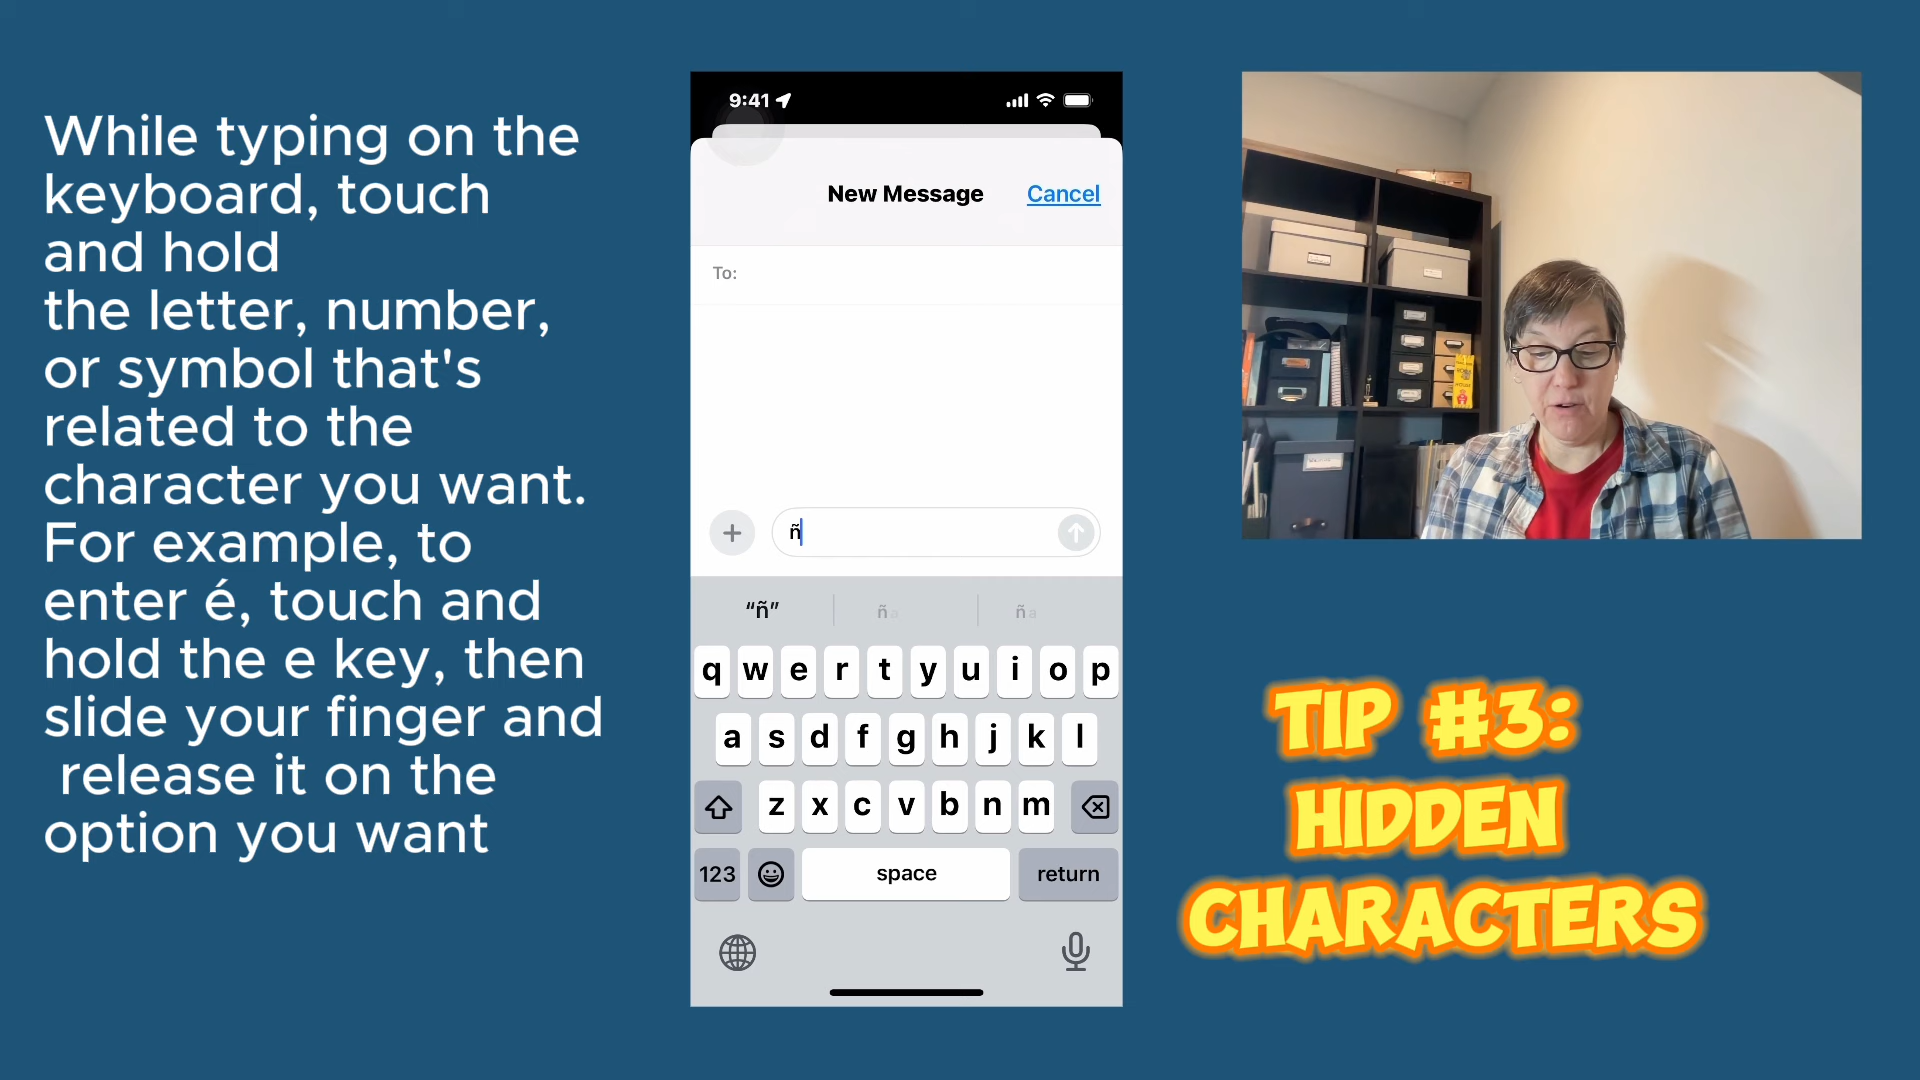 While typing on the
keyboard, touch
and hold
the letter, number,
or symbol that's
related to the
character you want.
For example, to
enter é, touch and
hold the e key, then
slide your finger and
release it on the
option you want
9:41
New Message
Cancel
To:
ñ
“ñ”
ña
ña
q w e r t y u i o p
a s d f g h j k l
z x c v b n m
123
space
return
TIP #3:
HIDDEN
CHARACTERS